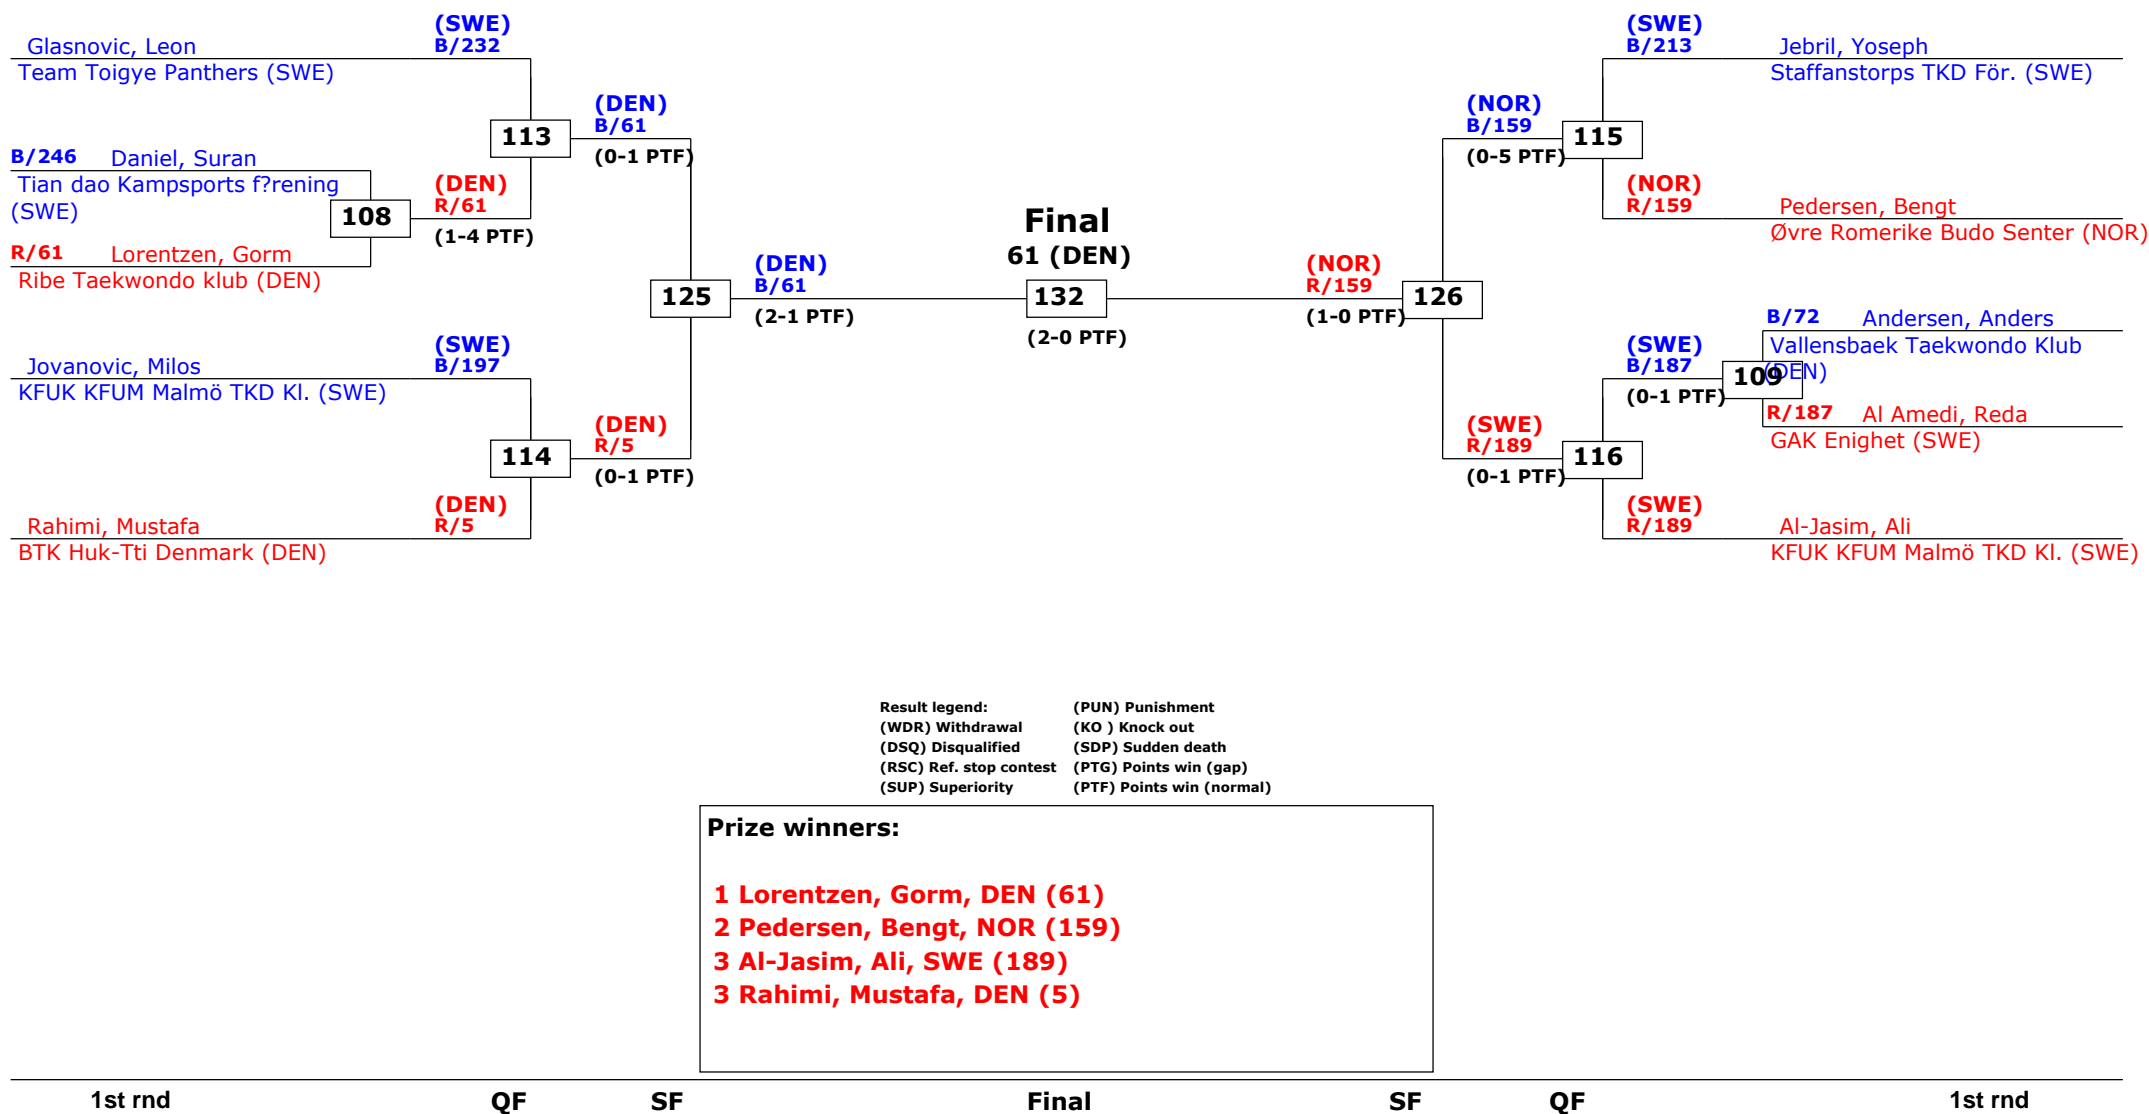 (SWE)
B/232
Glasnovic, Leon
Team Toigye Panthers (SWE)
113
(DEN)
B/61
(0-1 PTF)
B/246 Daniel, Suran
Tian dao Kampsports f?rening
(SWE)
108
(DEN)
R/61
(1-4 PTF)
R/61 Lorentzen, Gorm
Ribe Taekwondo klub (DEN)
125
(DEN)
B/61
(2-1 PTF)
(SWE)
B/197
Jovanovic, Milos
KFUK KFUM Malmö TKD Kl. (SWE)
114
(DEN)
R/5
(0-1 PTF)
(DEN)
R/5
Rahimi, Mustafa
BTK Huk-Tti Denmark (DEN)
Final
61 (DEN)
132
(2-0 PTF)
(SWE)
B/213
Jebril, Yoseph
Staffanstorps TKD För. (SWE)
(NOR)
B/159
(0-5 PTF)
115
(NOR)
R/159
Pedersen, Bengt
Øvre Romerike Budo Senter (NOR)
(NOR)
R/159
(1-0 PTF)
126
B/72 Andersen, Anders
Vallensbaek Taekwondo Klub
(DEN)
(SWE)
B/187
(0-1 PTF)
109
R/187 Al Amedi, Reda
GAK Enighet (SWE)
(SWE)
R/189
(0-1 PTF)
116
(SWE)
R/189
Al-Jasim, Ali
KFUK KFUM Malmö TKD Kl. (SWE)
Result legend: (PUN) Punishment
(WDR) Withdrawal (KO ) Knock out
(DSQ) Disqualified (SDP) Sudden death
(RSC) Ref. stop contest (PTG) Points win (gap)
(SUP) Superiority (PTF) Points win (normal)
Prize winners:
1 Lorentzen, Gorm, DEN (61)
2 Pedersen, Bengt, NOR (159)
3 Al-Jasim, Ali, SWE (189)
3 Rahimi, Mustafa, DEN (5)
1st rnd QF SF Final SF QF 1st rnd